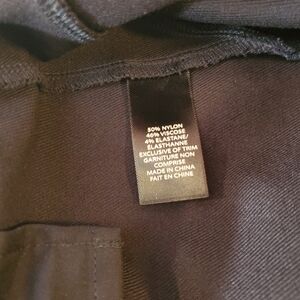 50% NYLON
46% VISCOSE
4% ELASTANE/
ELASTHANNE
EXCLUSIVE OF TRIM
GARNITURE NON
COMPRISE
MADE IN CHINA
FAIT EN CHINE